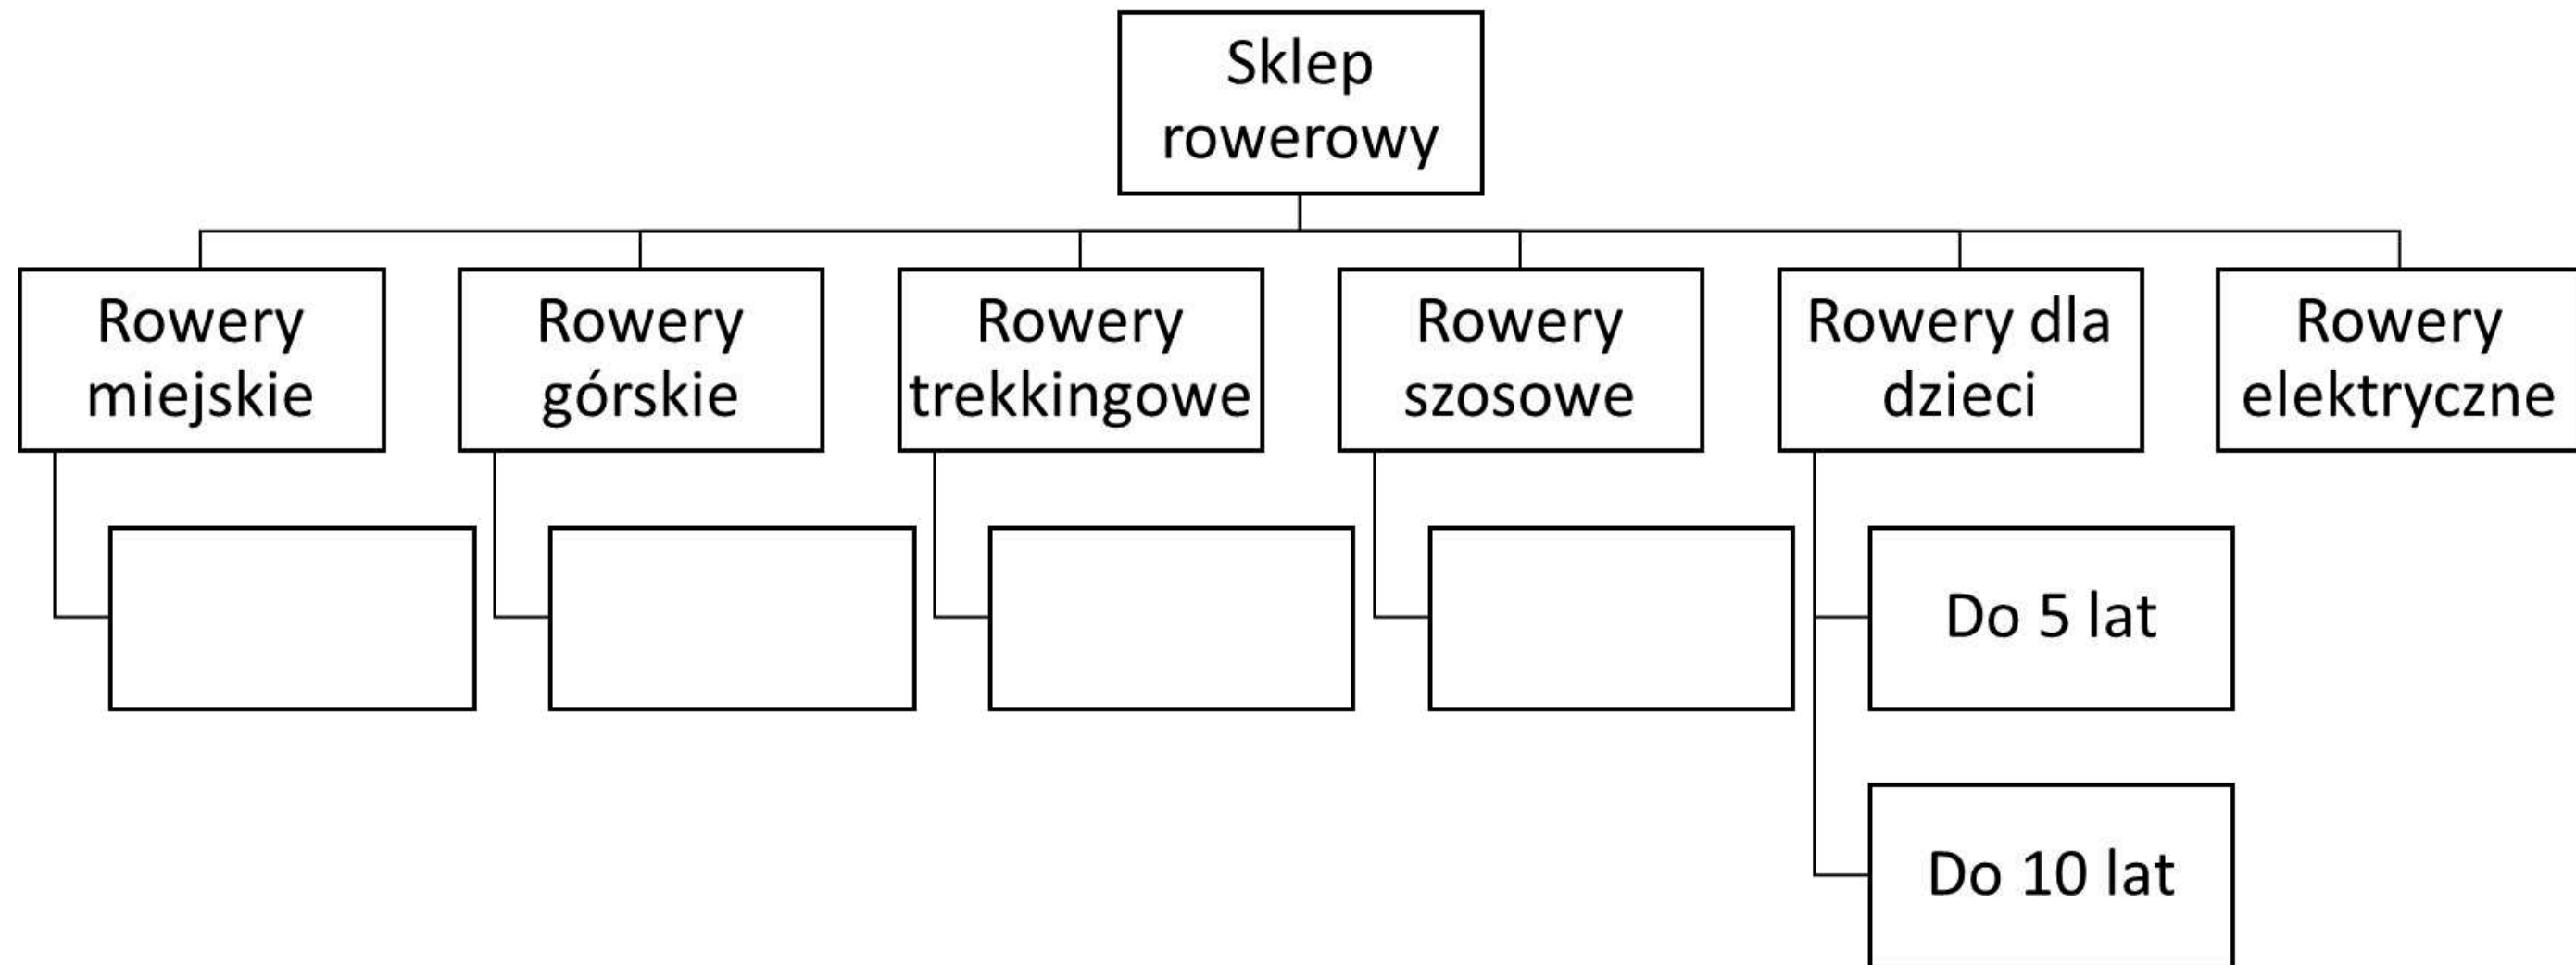 Sklep
rowerowy
Rowery
miejskie
Rowery
górskie
Rowery
trekkingowe
Rowery
szosowe
Rowery dla
dzieci
Rowery
elektryczne
Do 5 lat
Do 10 lat